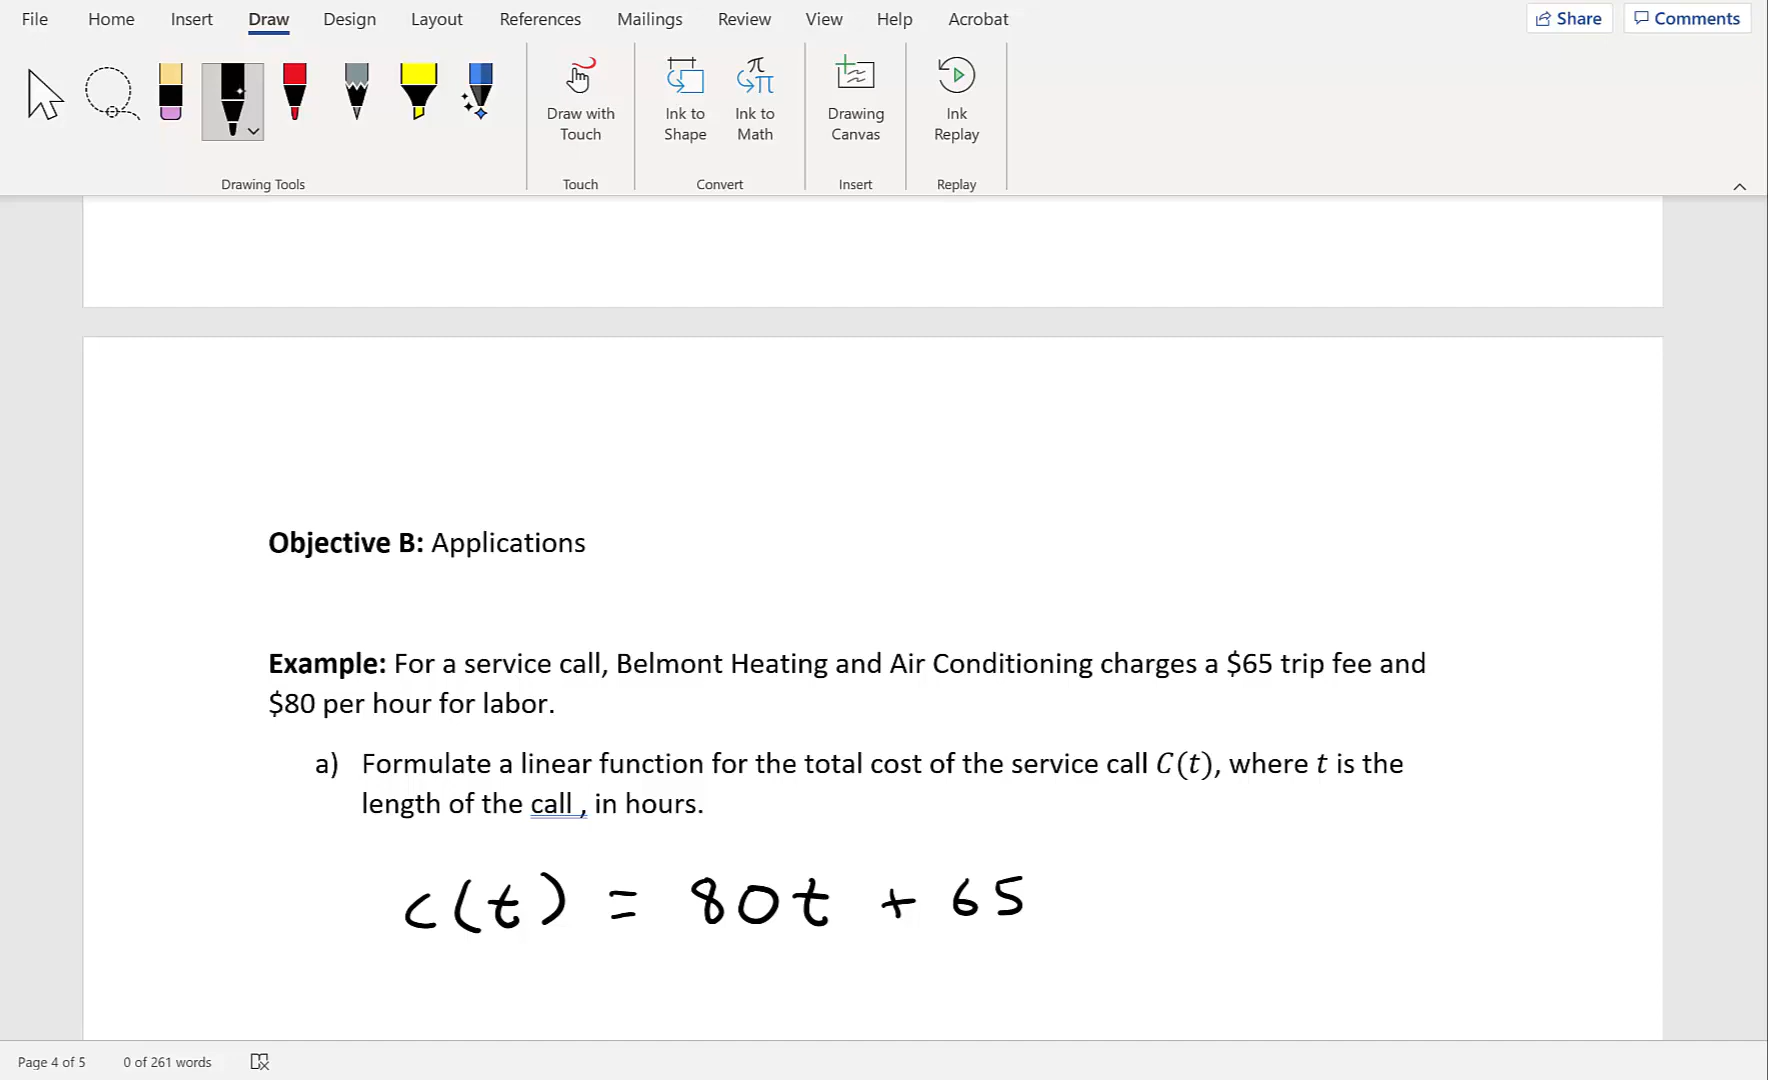 File Home Insert Draw Design Layout References Mailings Review View Help Acrobat Share Comments
Draw with Touch
Ink to Shape
Ink to Math
Drawing Canvas
Ink Replay
Drawing Tools Touch Convert Insert Replay
Objective B: Applications
Example: For a service call, Belmont Heating and Air Conditioning charges a $65 trip fee and
$80 per hour for labor.
a) Formulate a linear function for the total cost of the service call C(t), where t is the
length of the call , in hours.
c(t) = 80t + 65
Page 4 of 5 0 of 261 words